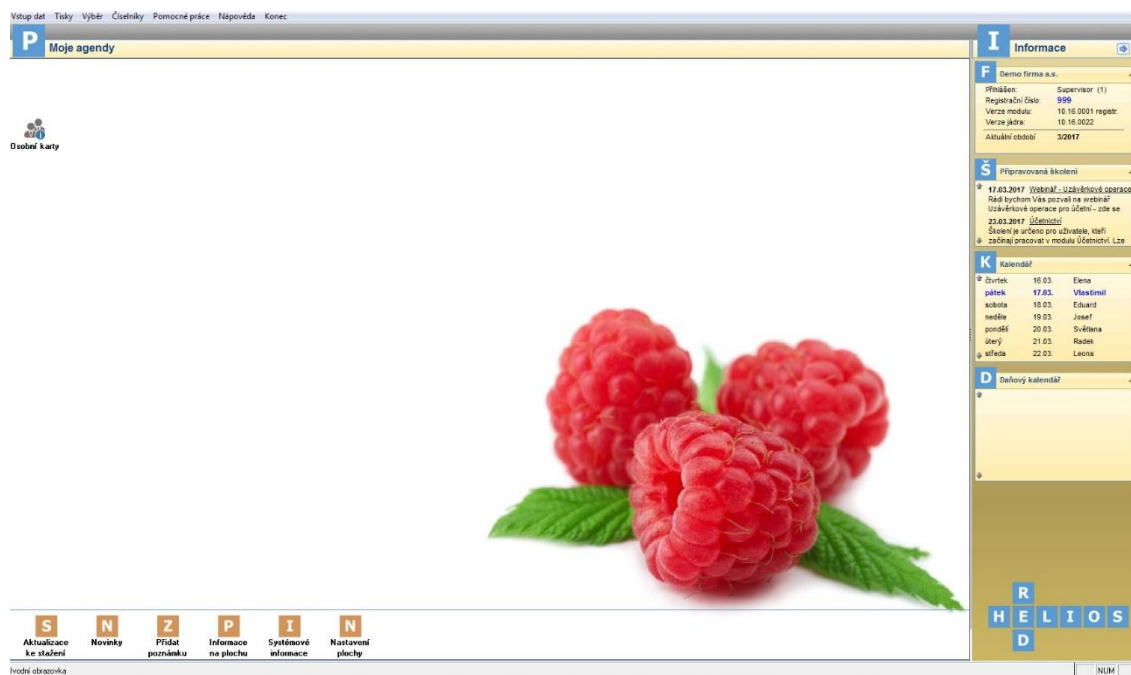 Vstup dat Tisky Výběr Číselníky Pomocné práce Nápověda Konec
P Moje agendy
Osobní karty
I Informace
F Demo firma a.s.
Přihlášen: Supervisor (1)
Registrační číslo: 999
Verze modulu: 10.16.0001 registr.
Verze jádra: 10.16.0022
Aktuální období 3/2017
Š Připravovaná školení
17.03.2017 Webinář - Uzávěrkové operace
Rádi bychom Vás pozvali na webinář
Uzávěrkové operace pro účetní - zde se
23.03.2017 Účetnictví
Školení je určeno pro uživatele, kteří
začínají pracovat v modulu Účetnictví. Lze
K Kalendář
čtvrtek 16.03. Elena
pátek 17.03. Vlastimil
sobota 18.03. Eduard
neděle 19.03. Josef
pondělí 20.03. Světlana
úterý 21.03. Radek
středa 22.03. Leona
D Daňový kalendář
R
HELIOS
D
S N Z P I N
Aktualizace Novinky Přidat Informace Systémové Nastavení
ke stažení poznámku na plochu informace plochy
Ivodní obrazovka NUM